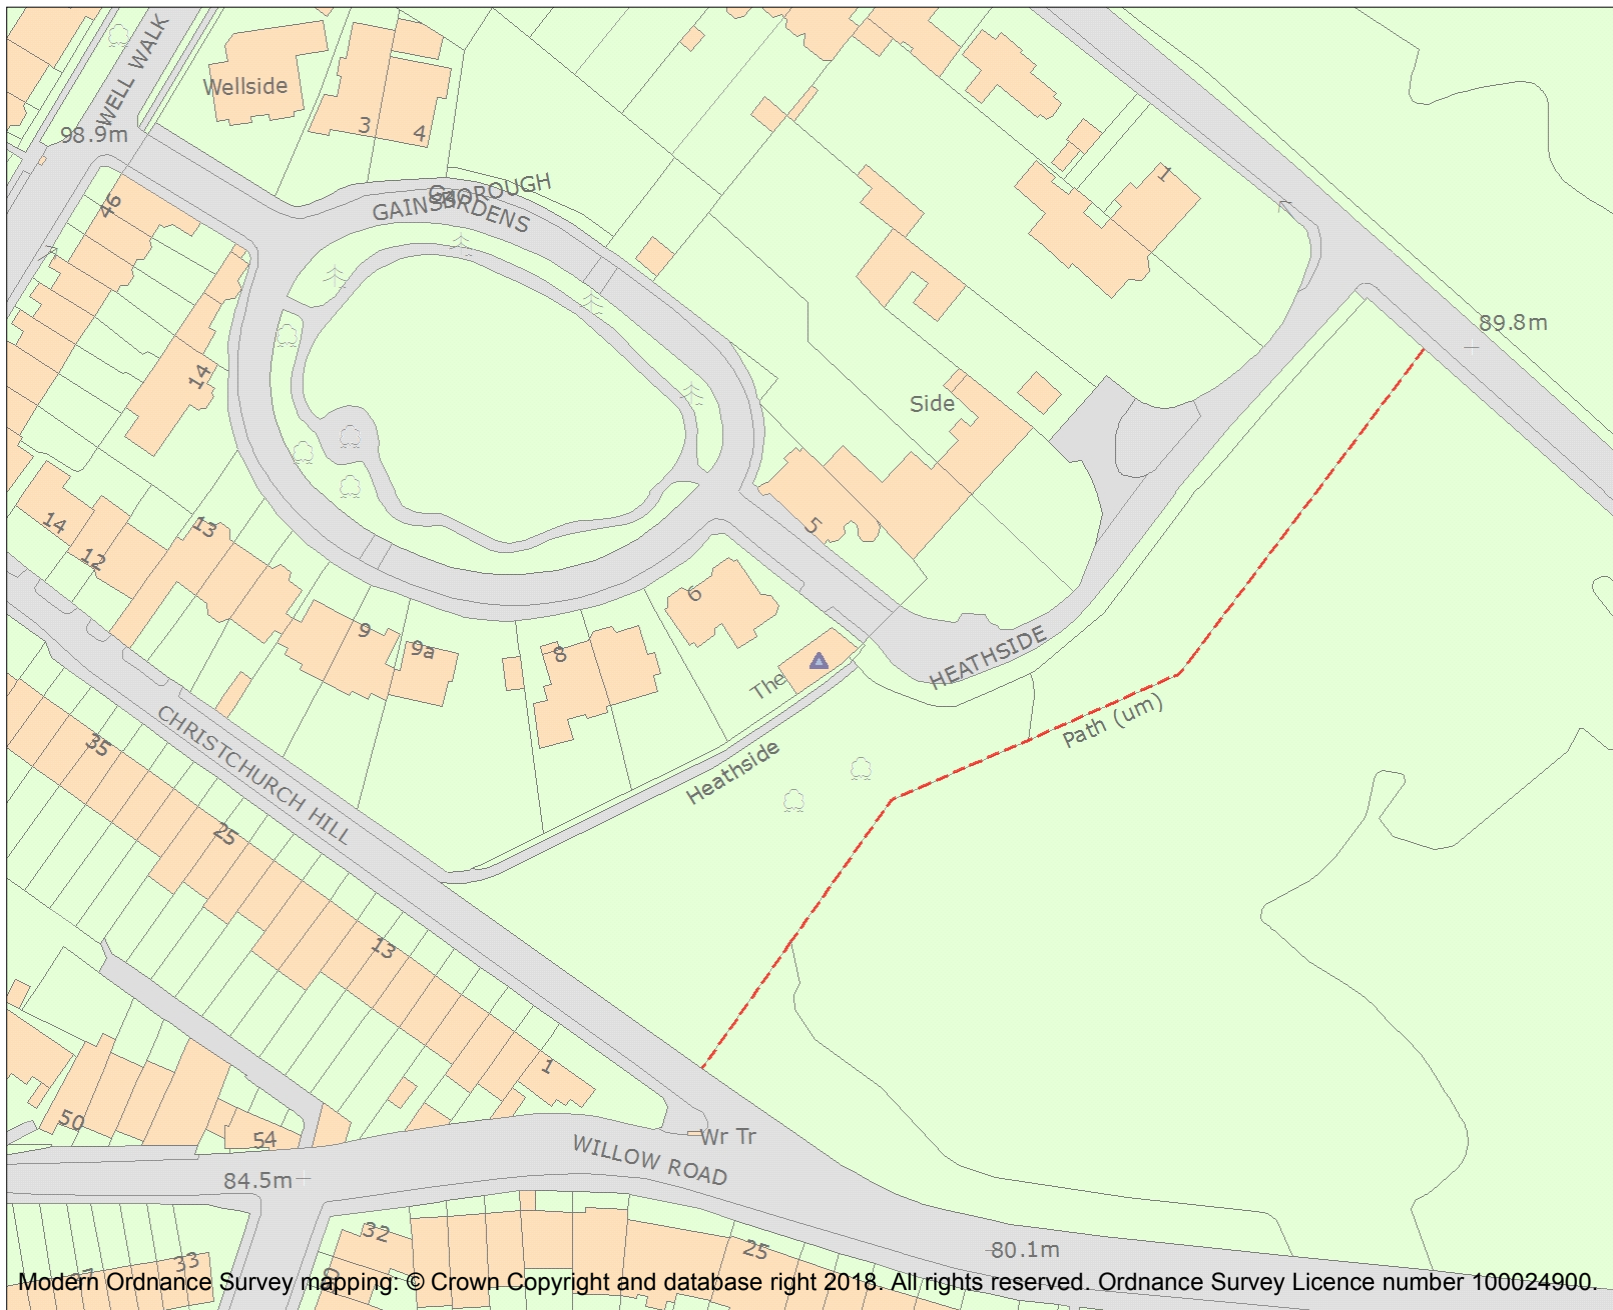 WELL WALK
Wellside
3
4
98.9m
1
46
GAINSBOROUGH
GARDENS
89.8m
14
Side
14
12
13
5
6
9
9a
8
HEATHSIDE
The
Path (um)
Heathside
35
CHRISTCHURCH HILL
25
13
1
50
54
Wr Tr
WILLOW ROAD
84.5m
32
25
80.1m
33
Modern Ordnance Survey mapping: © Crown Copyright and database right 2018. All rights reserved. Ordnance Survey Licence number 100024900.